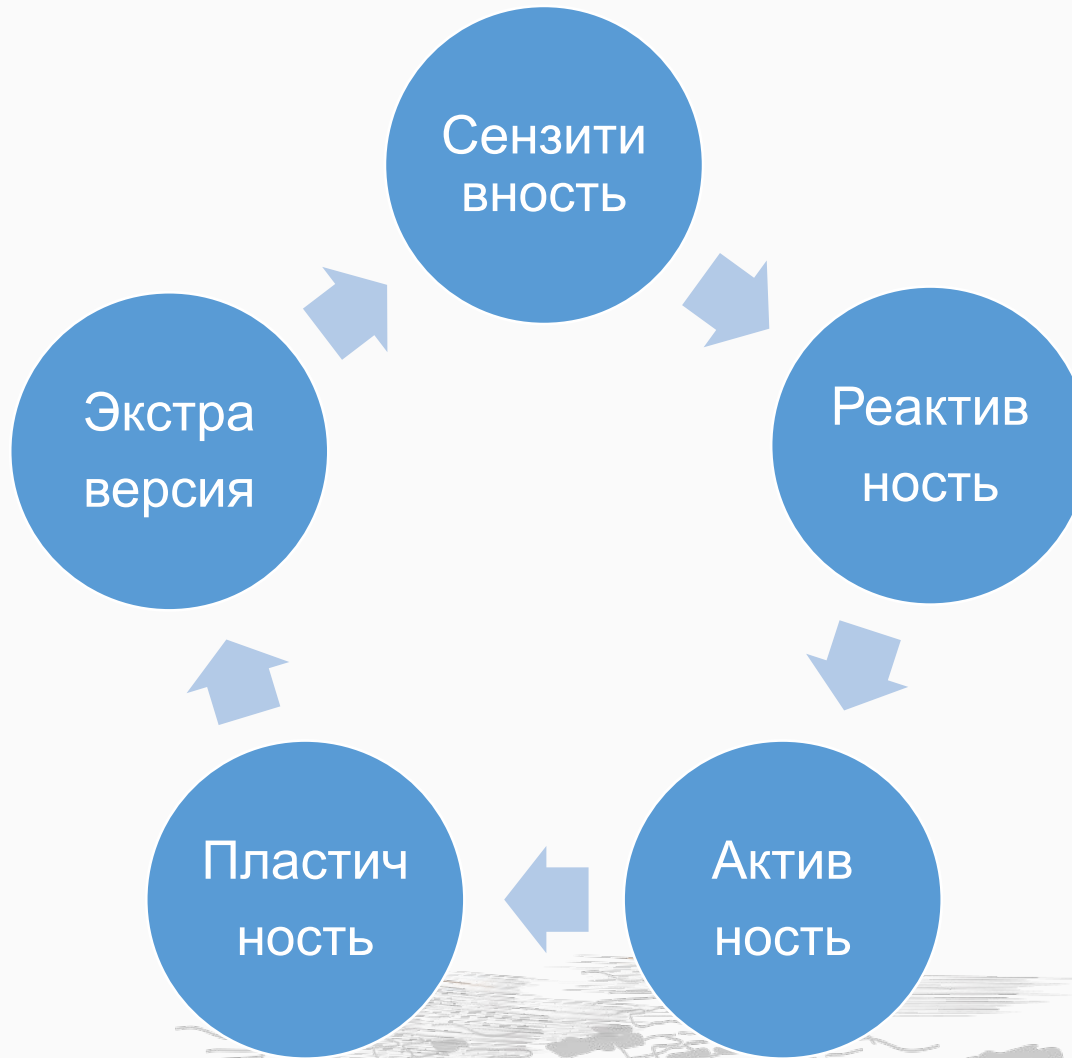 Сензити
вность
Реактив
ность
Актив
ность
Пластич
ность
Экстра
версия